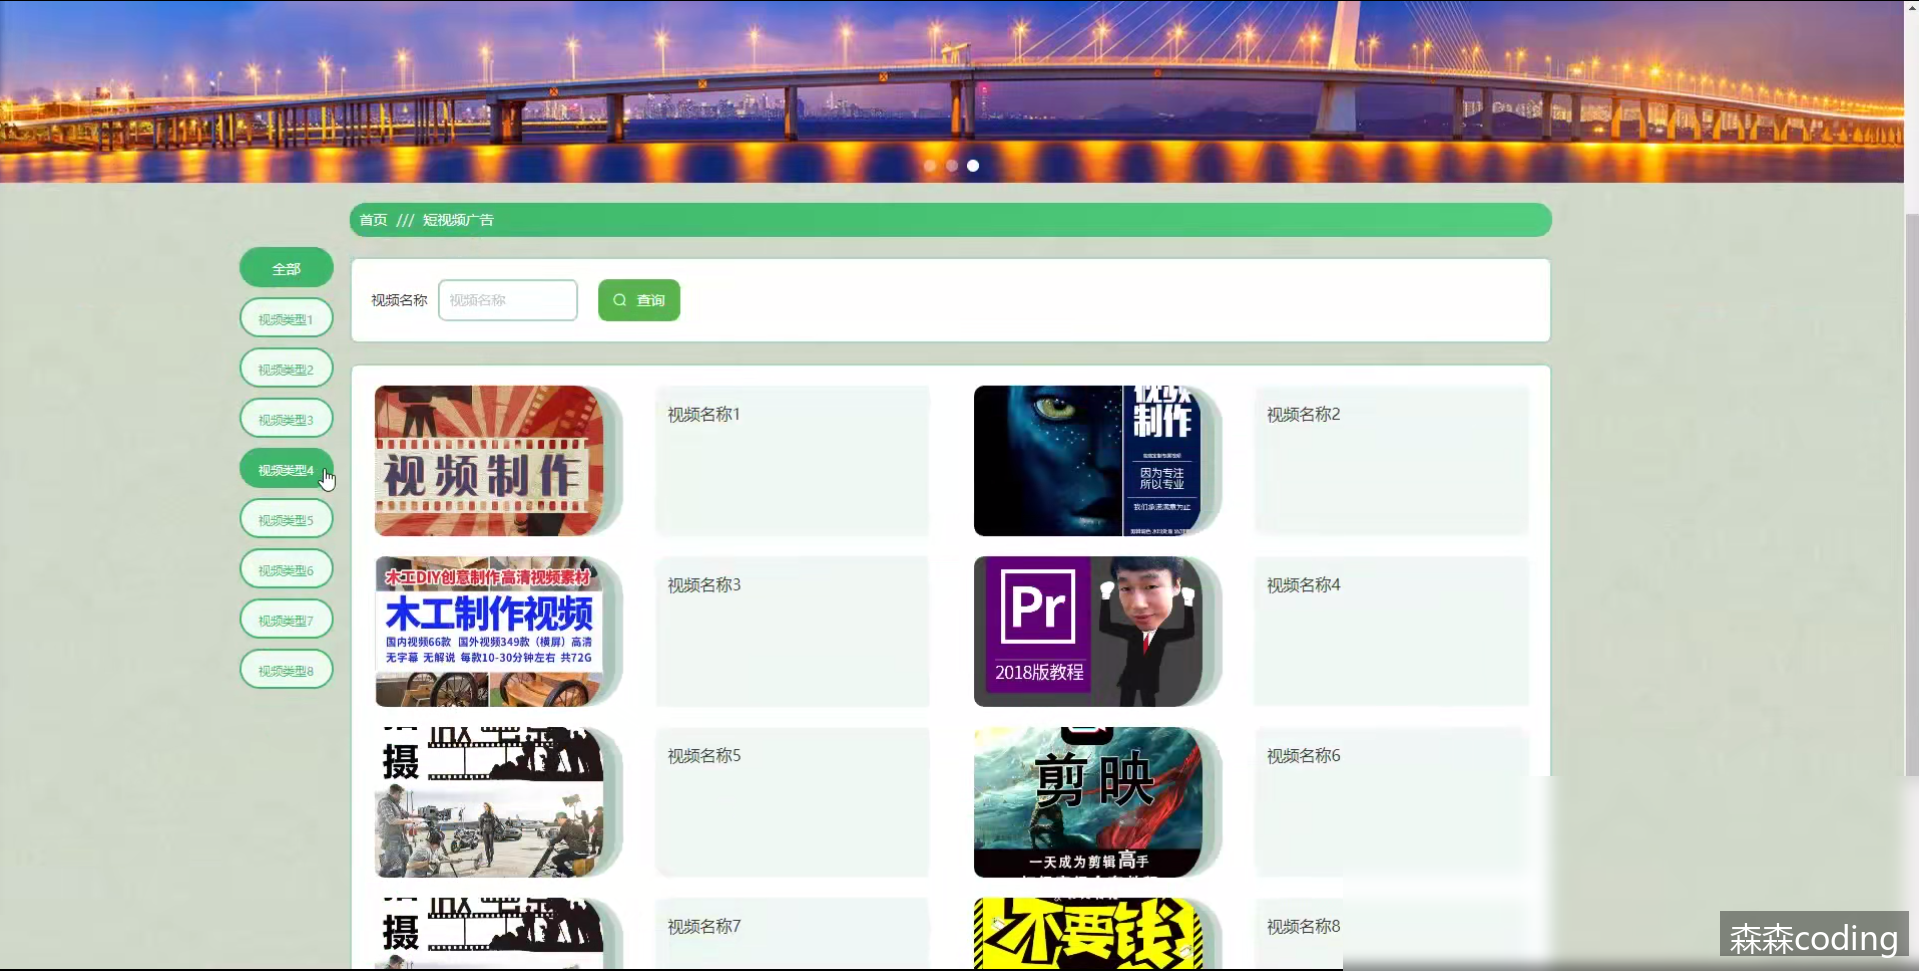 首页 /// 短视频广告
全部
视频类型1
视频类型2
视频类型3
视频类型4
视频类型5
视频类型6
视频类型7
视频类型8
视频名称
视频名称
查询
视频制作
视频名称1
视频
制作
因为专注
所以专业
视频名称2
木工DIY创意制作高清视频素材
木工制作视频
国内视频66款 国外视频349款（横屏）高清
无字幕 无解说 每款10-30分钟左右 共72G
视频名称3
Pr
2018版教程
视频名称4
摄
视频名称5
剪映
一天成为剪辑高手
视频名称6
摄
视频名称7
不要钱
视频名称8
森森coding